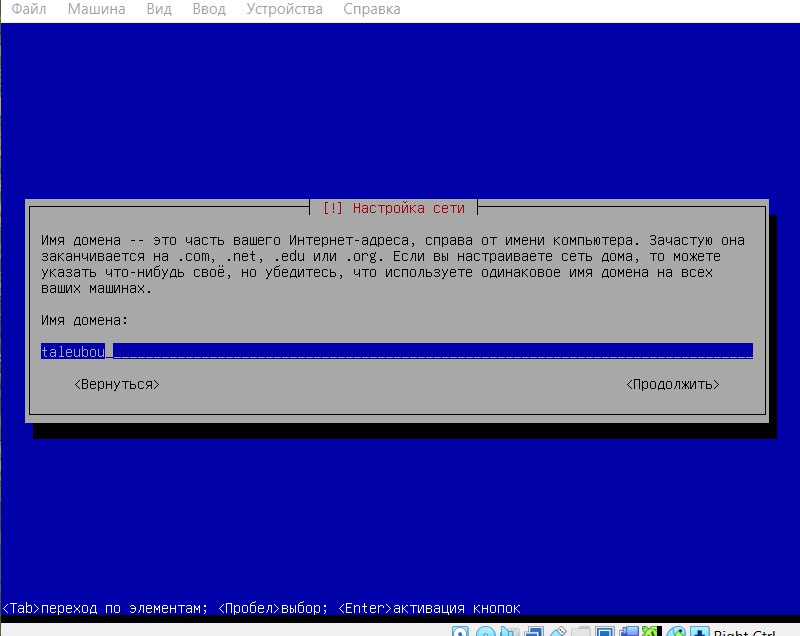 Файл Машина Вид Ввод Устройства Справка
[!] Настройка сети
Имя домена -- это часть вашего Интернет-адреса, справа от имени компьютера. Зачастую она
заканчивается на .com, .net, .edu или .org. Если вы настраиваете сеть дома, то можете
указать что-нибудь своё, но убедитесь, что используете одинаковое имя домена на всех
ваших машинах.
Имя домена:
taleubou
<Вернуться> <Продолжить>
<Tab>переход по элементам; <Пробел>выбор; <Enter>активация кнопок
Right Ctrl